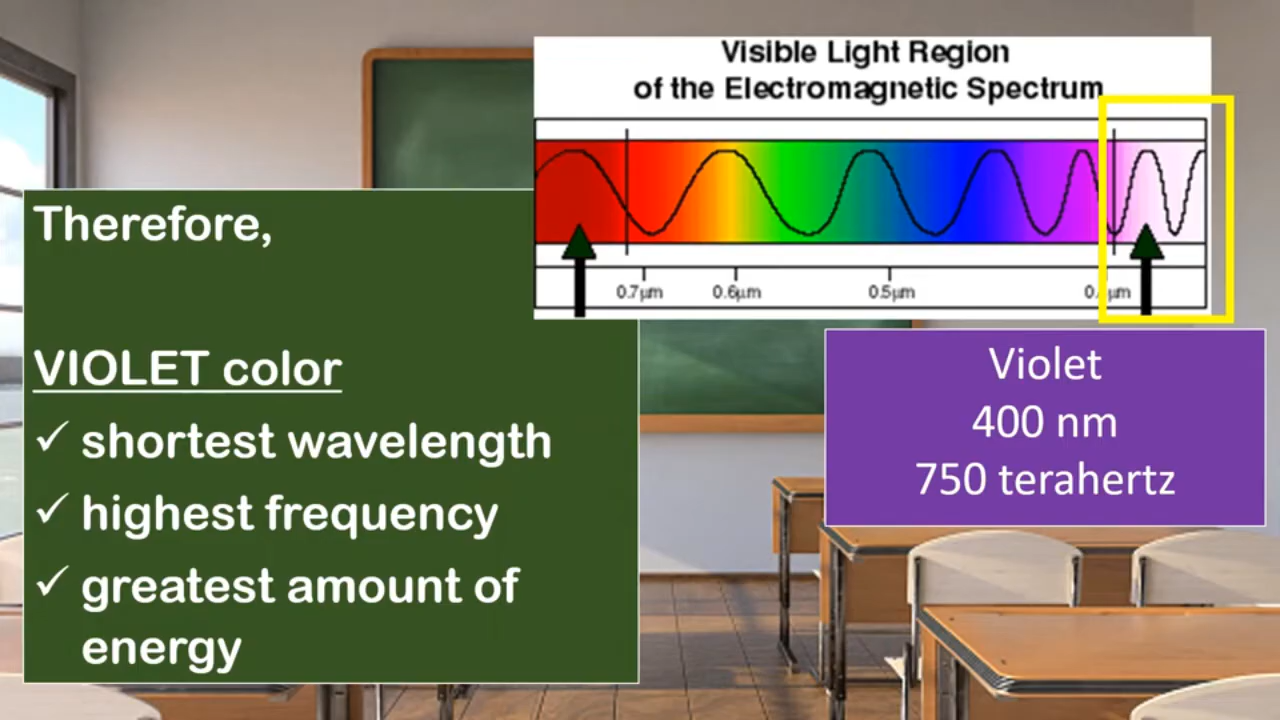 Visible Light Region
of the Electromagnetic Spectrum
0.7µm 0.6µm 0.5µm
Therefore,
VIOLET color
✓ shortest wavelength
✓ highest frequency
✓ greatest amount of
energy
Violet
400 nm
750 terahertz